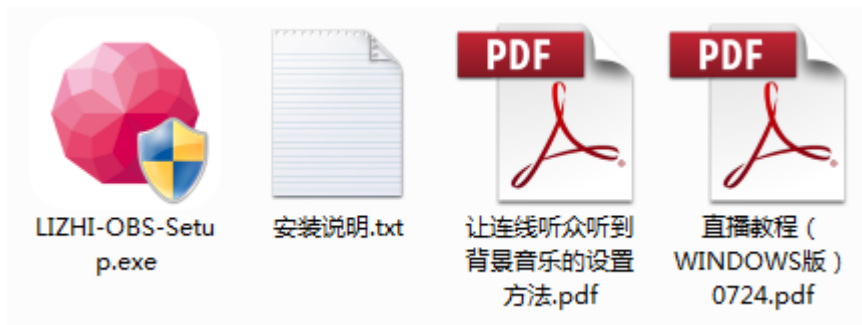 PDF
PDF
LIZHI-OBS-Setu
p.exe
安装说明.txt
让连线听众听到
背景音乐的设置
方法.pdf
直播教程（
WINDOWS版）
0724.pdf